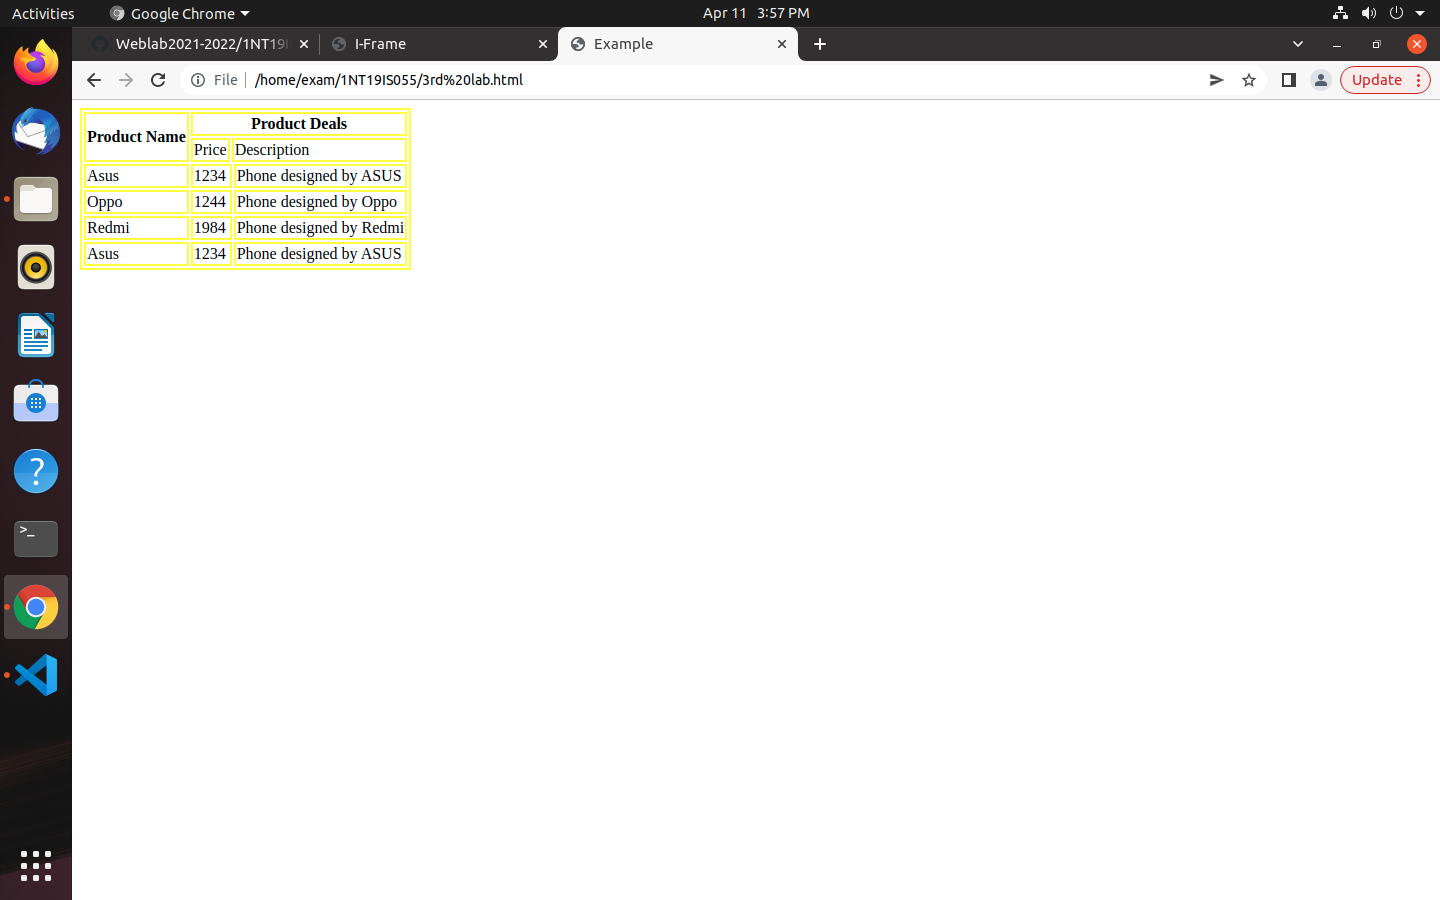 Activities Google Chrome Apr 11 3:57 PM
Weblab2021-2022/1NT19I I-Frame Example
File /home/exam/1NT19IS055/3rd%20lab.html Update
Product Name Product Deals
Price Description
Asus 1234 Phone designed by ASUS
Oppo 1244 Phone designed by Oppo
Redmi 1984 Phone designed by Redmi
Asus 1234 Phone designed by ASUS
?
>_